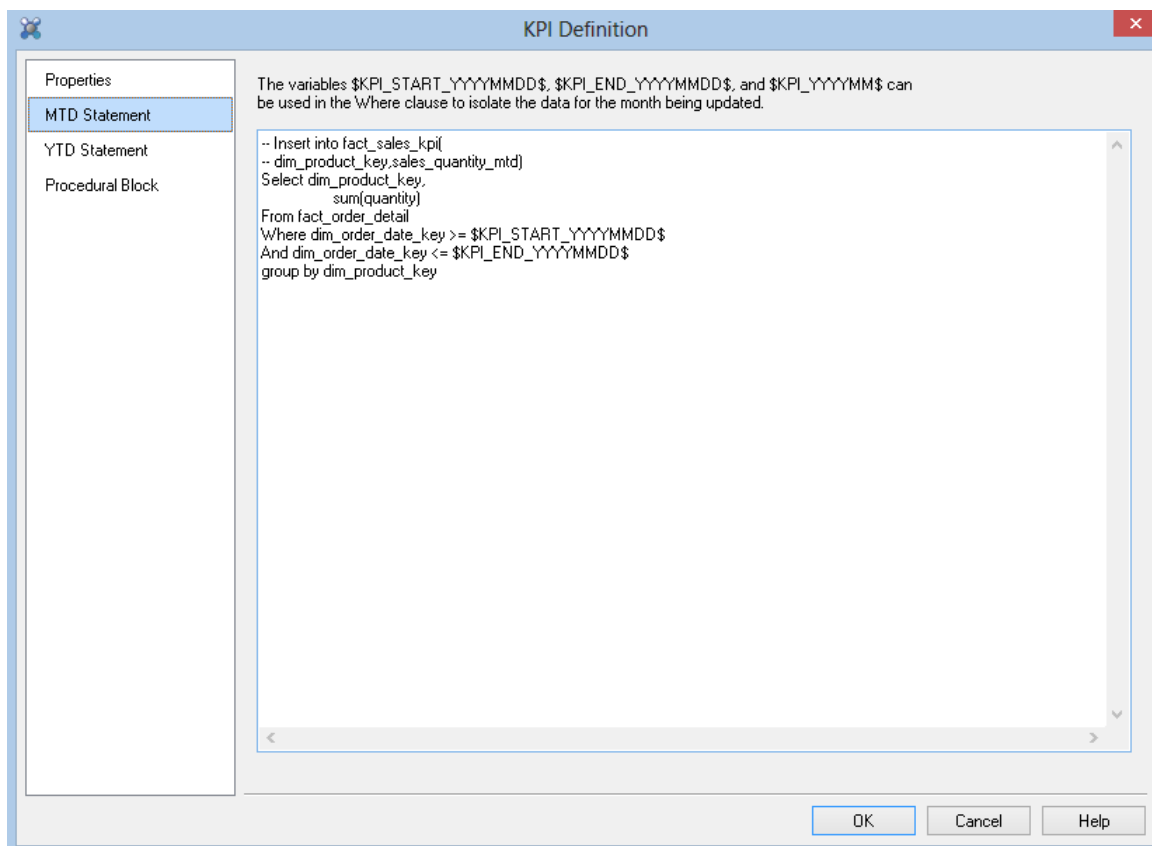 KPI Definition
Properties
MTD Statement
YTD Statement
Procedural Block
The variables $KPI_START_YYYYMMDD$, $KPI_END_YYYYMMDD$, and $KPI_YYYYMM$ can
be used in the Where clause to isolate the data for the month being updated.
-- Insert into fact_sales_kpi(
-- dim_product_key,sales_quantity_mtd)
Select dim_product_key,
sum(quantity)
From fact_order_detail
Where dim_order_date_key >= $KPI_START_YYYYMMDD$
And dim_order_date_key <= $KPI_END_YYYYMMDD$
group by dim_product_key
OK
Cancel
Help